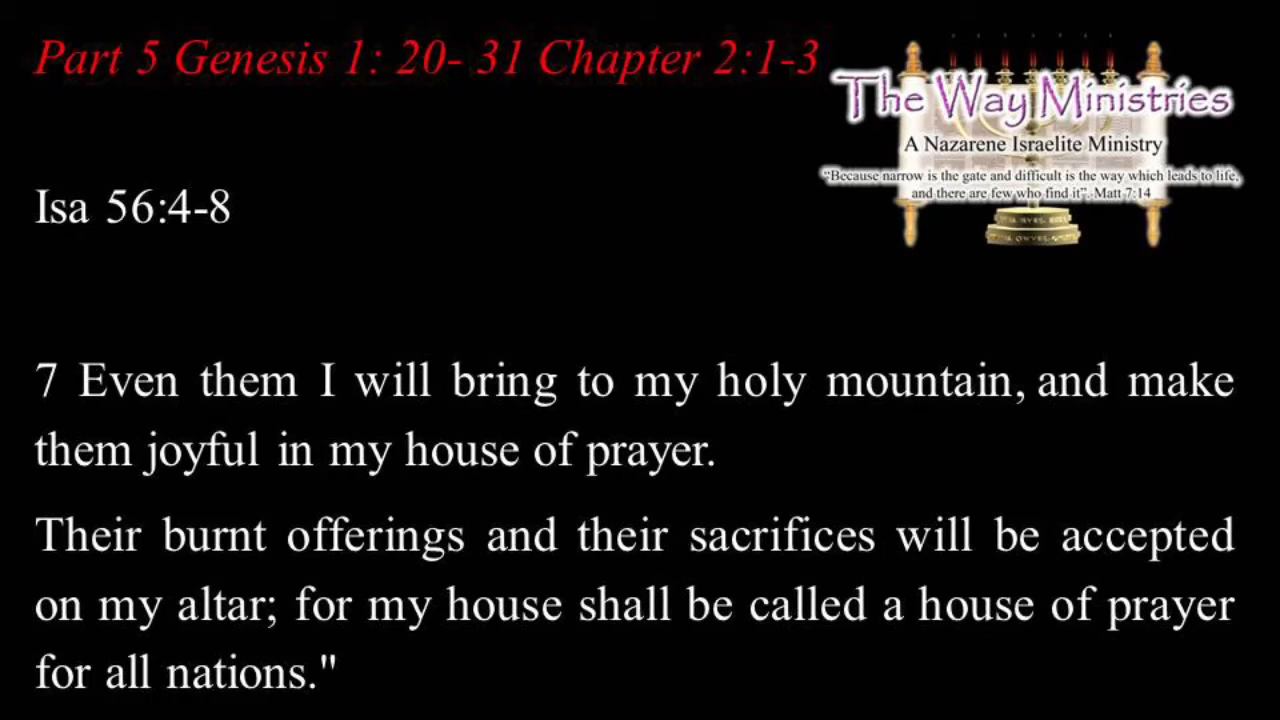 Part 5 Genesis 1: 20- 31 Chapter 2:1-3
The Way Ministries
A Nazarene Israelite Ministry
"Because narrow is the gate and difficult is the way which leads to life,
and there are few who find it". Matt 7:14
Isa 56:4-8
7 Even them I will bring to my holy mountain, and make
them joyful in my house of prayer.
Their burnt offerings and their sacrifices will be accepted
on my altar; for my house shall be called a house of prayer
for all nations."